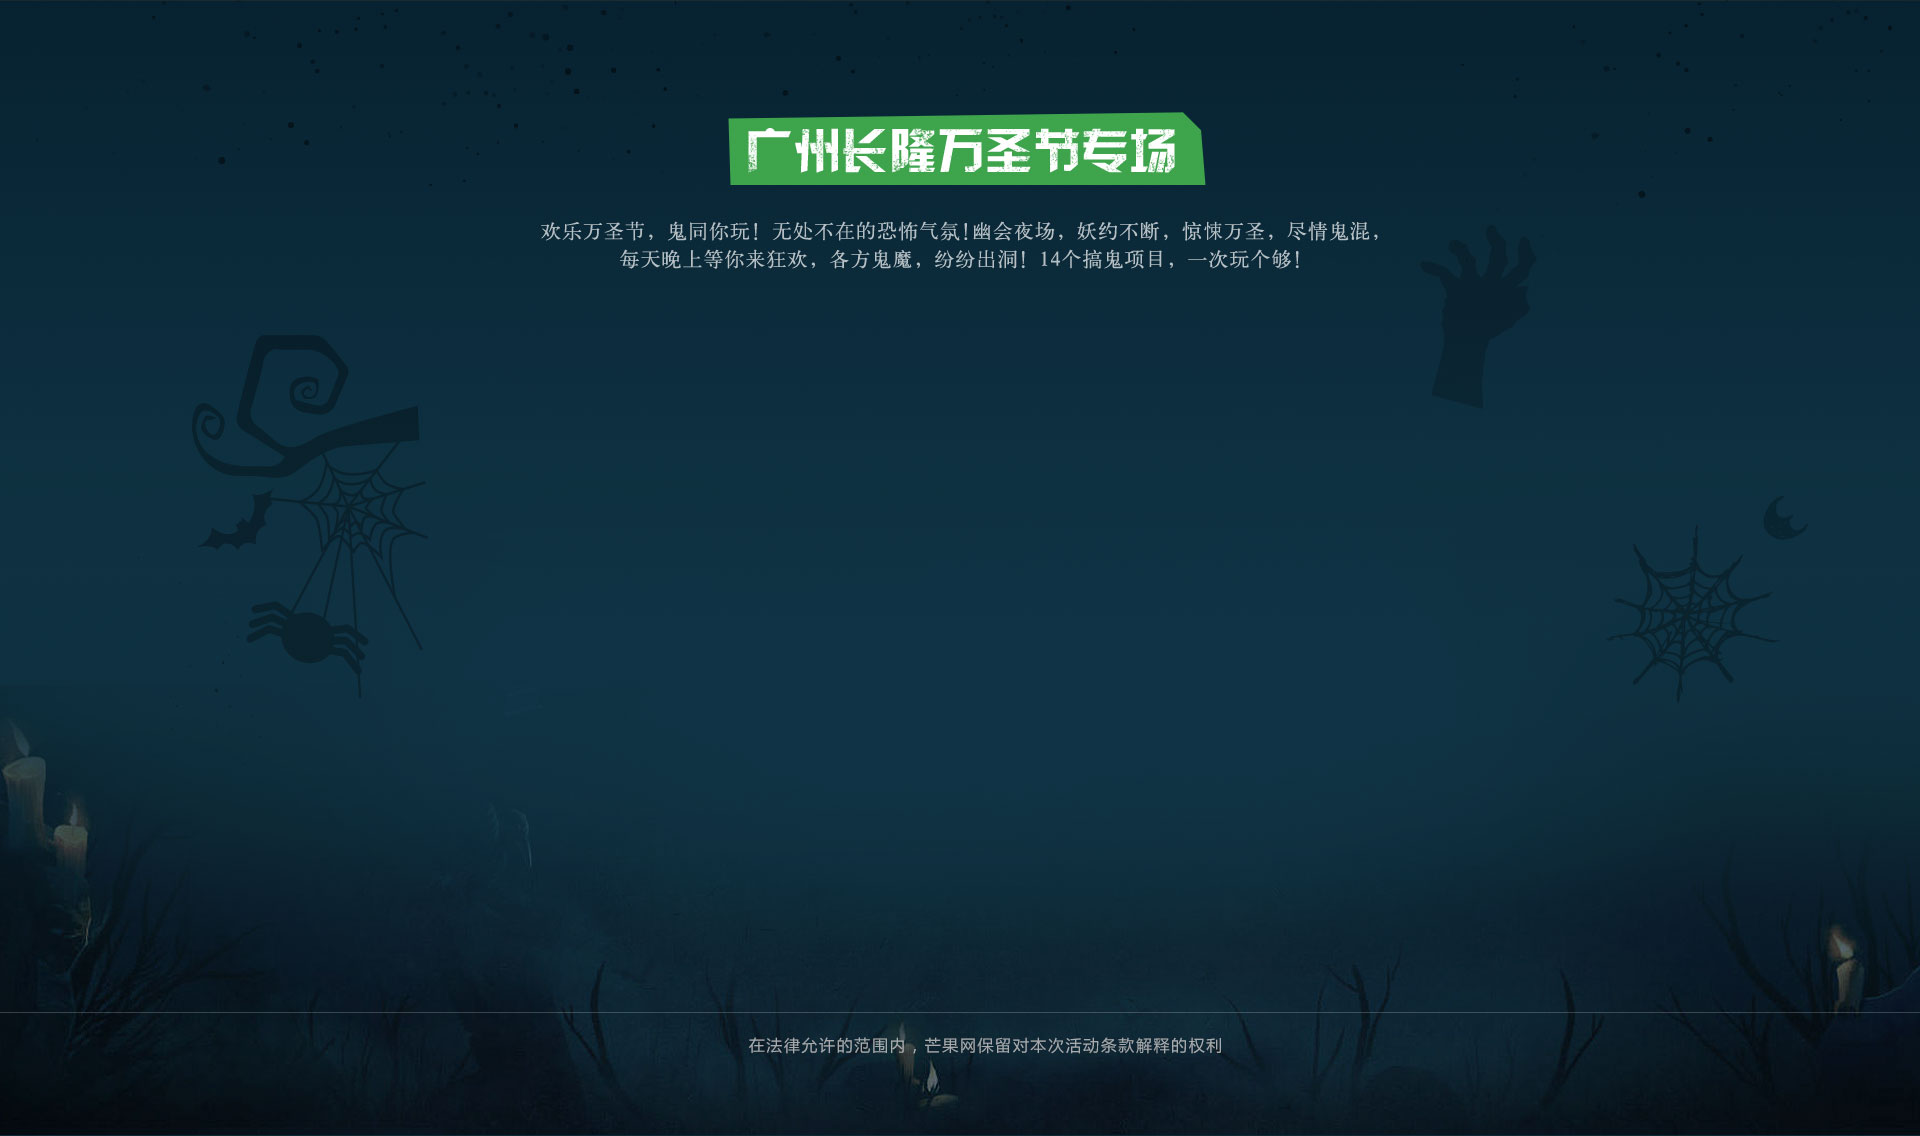 广州长隆万圣节专场
欢乐万圣节，鬼同你玩！无处不在的恐怖气氛！幽会夜场，妖约不断，惊悚万圣，尽情鬼混，
每天晚上等你来狂欢，各方鬼魔，纷纷出洞！14个搞鬼项目，一次玩个够！
在法律允许的范围内，芒果网保留对本次活动条款解释的权利